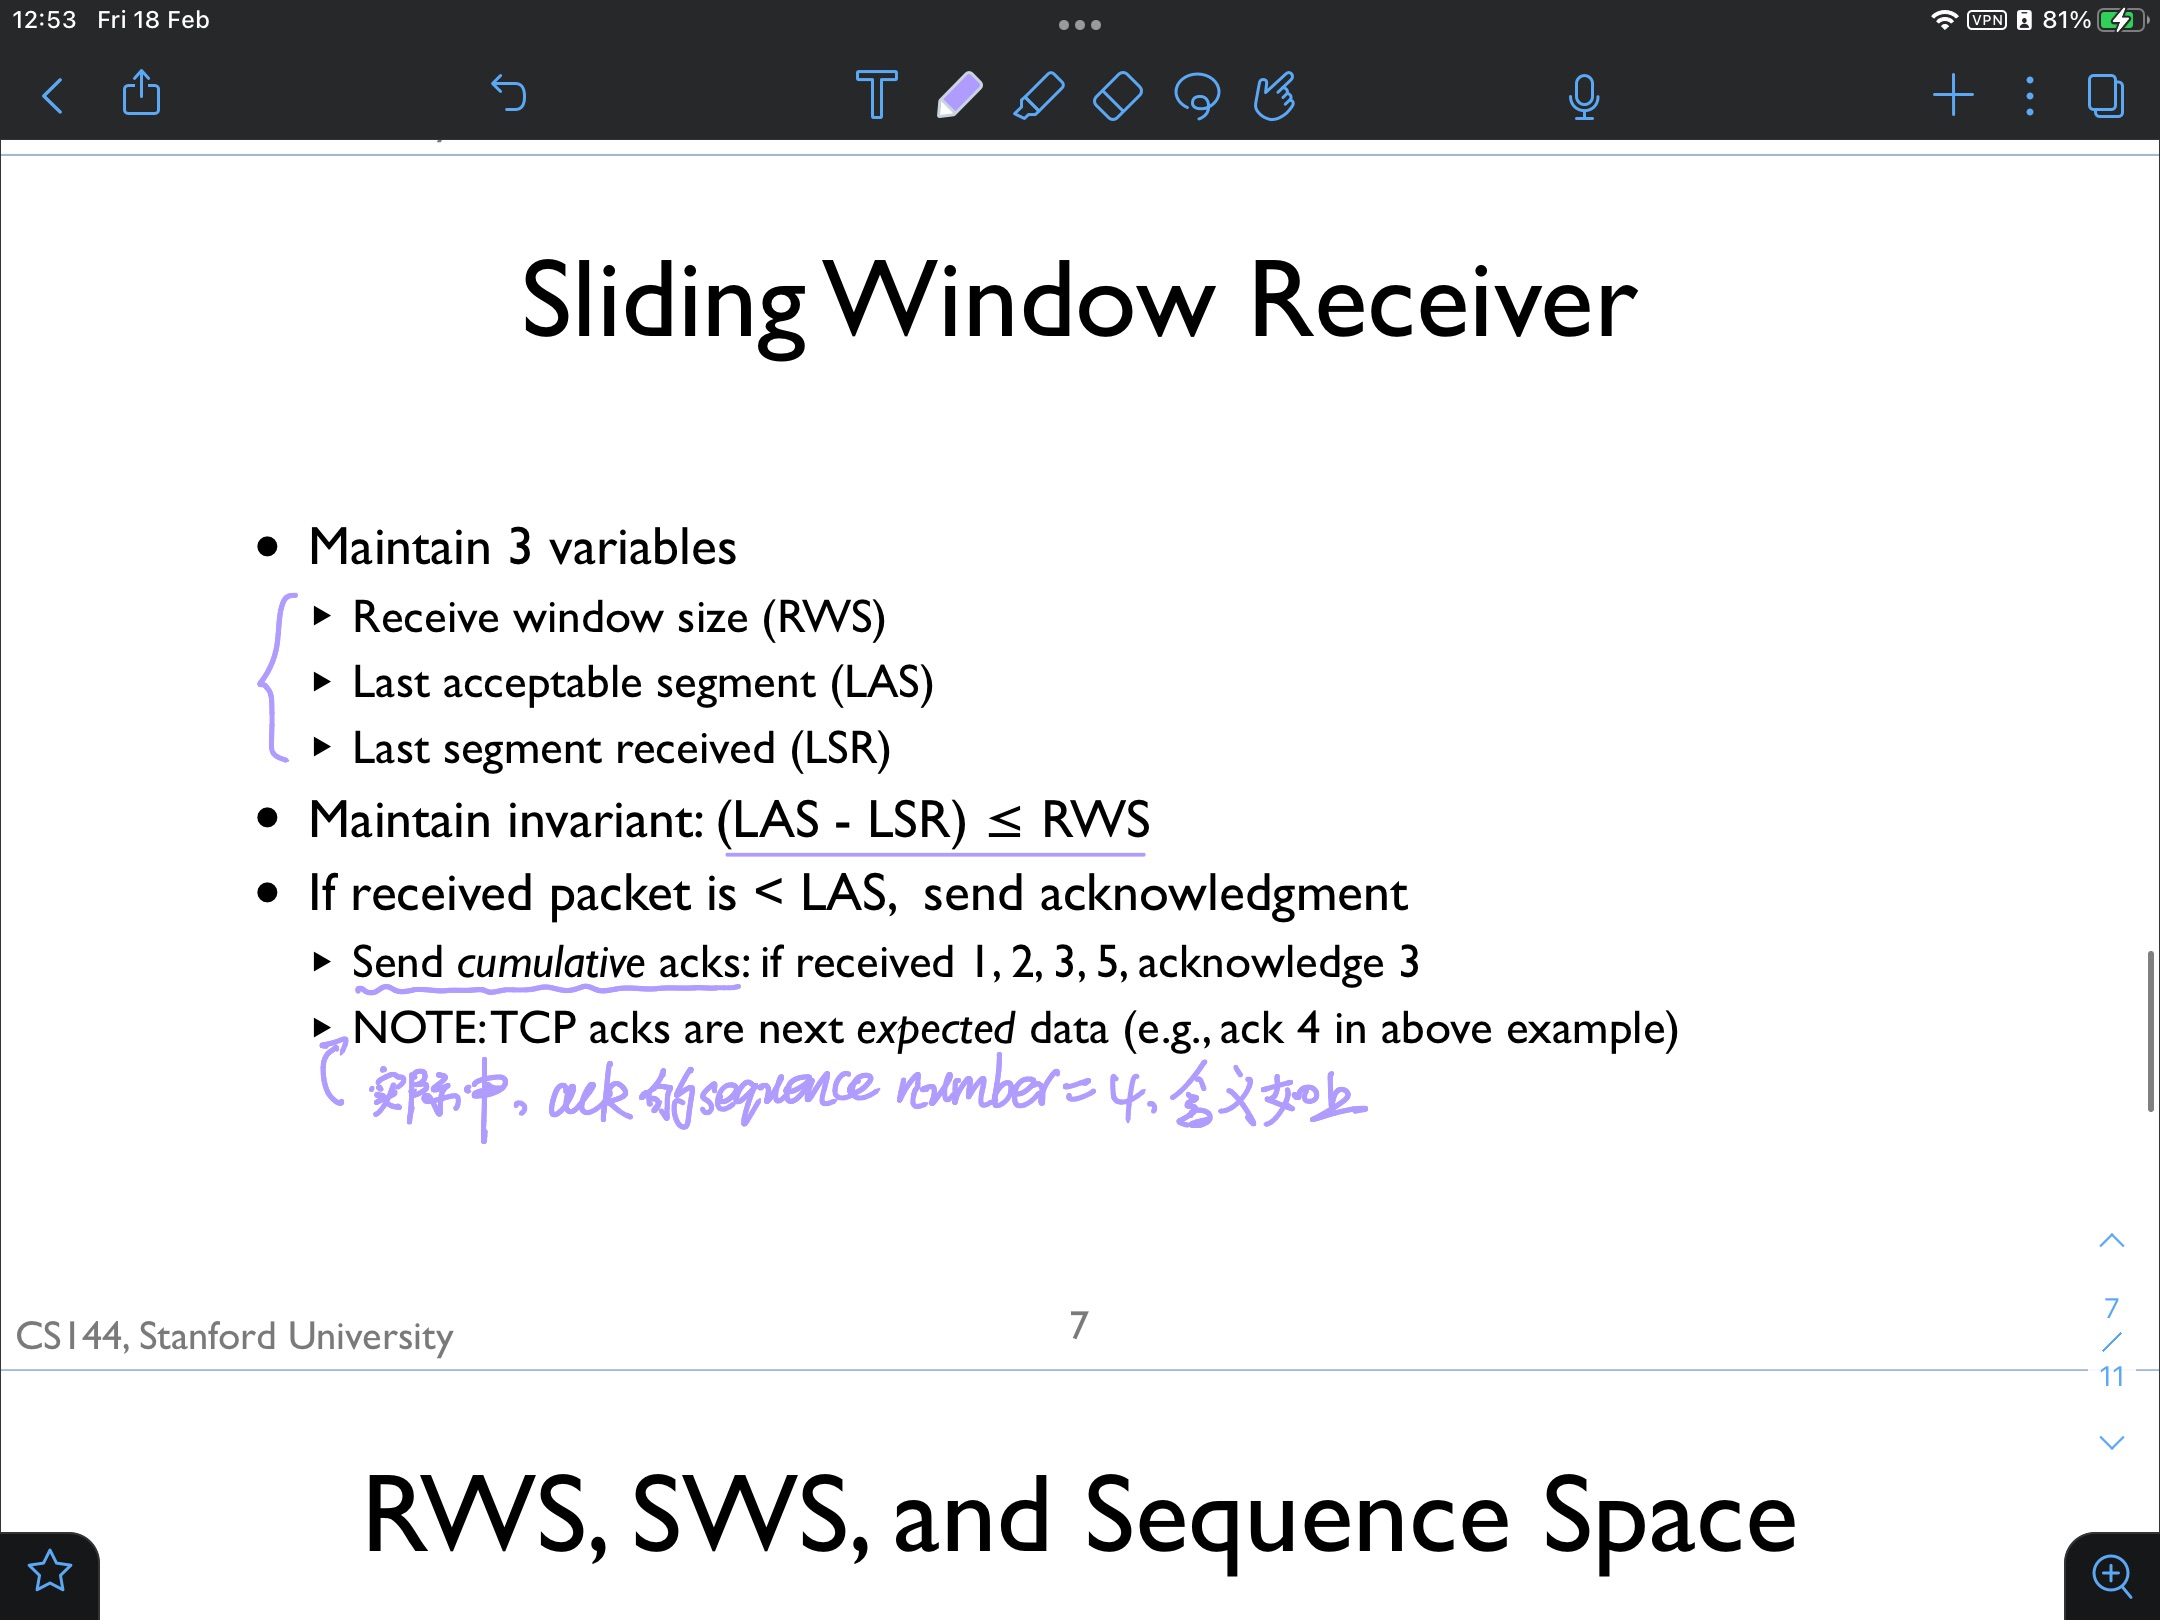 12:53 Fri 18 Feb VPN 81%
Sliding Window Receiver
• Maintain 3 variables
▸ Receive window size (RWS)
▸ Last acceptable segment (LAS)
▸ Last segment received (LSR)
• Maintain invariant: (LAS - LSR) ≤ RWS
• If received packet is < LAS, send acknowledgment
▸ Send cumulative acks: if received 1, 2, 3, 5, acknowledge 3
▸ NOTE: TCP acks are next expected data (e.g., ack 4 in above example)
实际中, ack的sequence number = 4, 含义如上
CS144, Stanford University
7
7
/
11
RWS, SWS, and Sequence Space